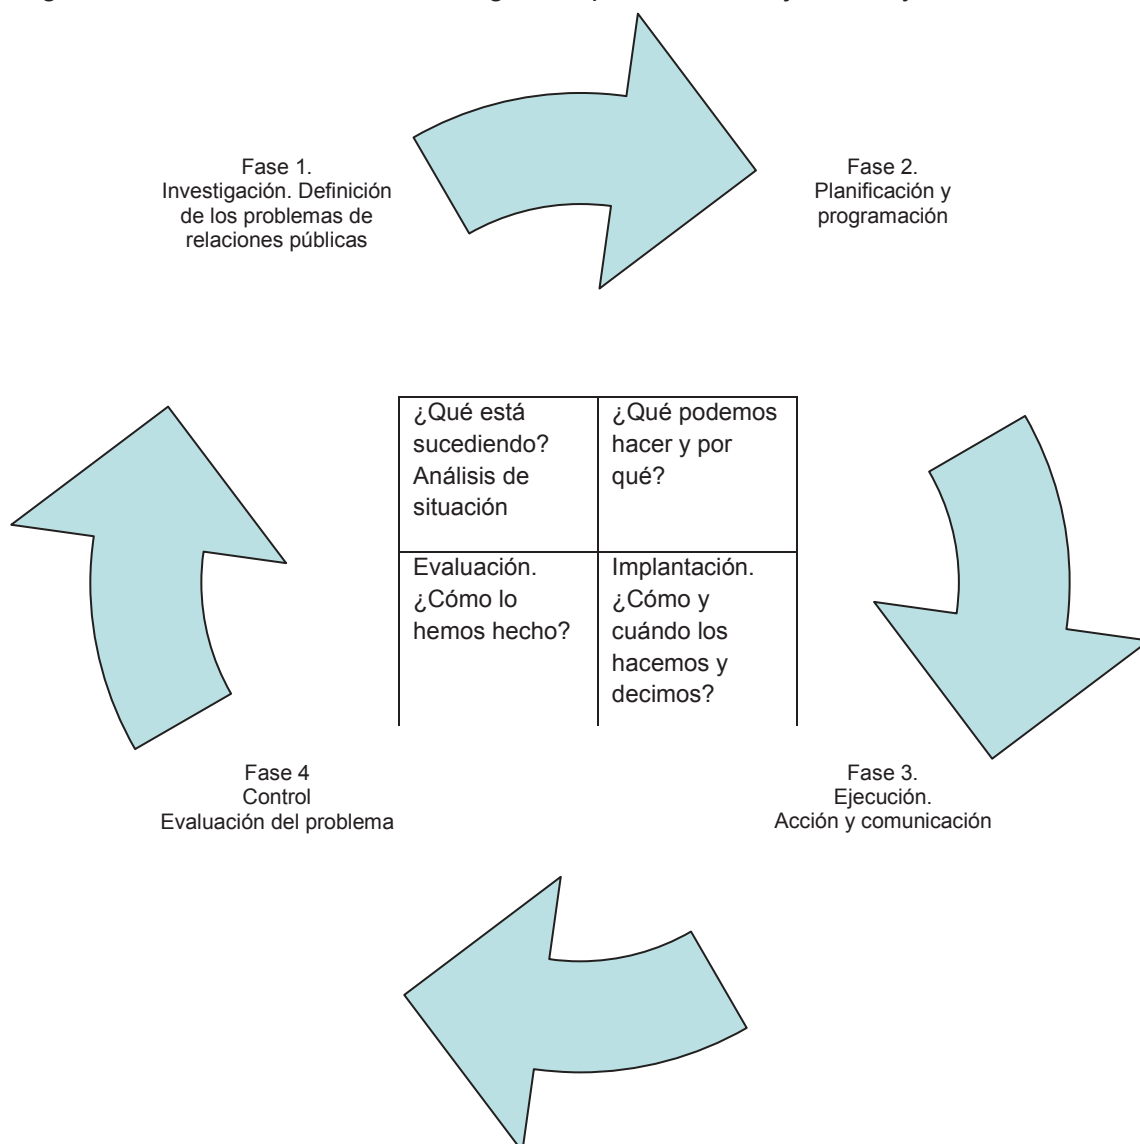 Fase 1.
Investigación. Definición
de los problemas de
relaciones públicas
Fase 2.
Planificación y
programación
¿Qué está
sucediendo?
Análisis de
situación
¿Qué podemos
hacer y por
qué?
Evaluación.
¿Cómo lo
hemos hecho?
Implantación.
¿Cómo y
cuándo los
hacemos y
decimos?
Fase 4
Control
Evaluación del problema
Fase 3.
Ejecución.
Acción y comunicación